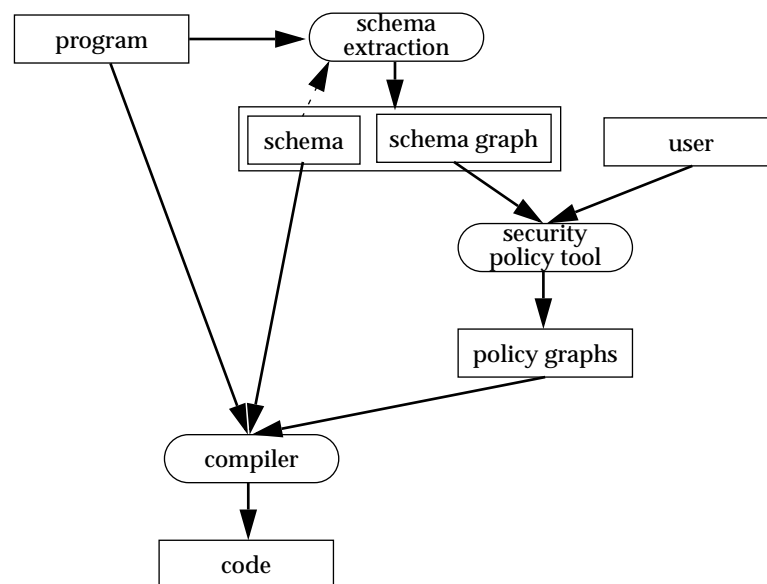 program
schema
extraction
schema
schema graph
user
security
policy tool
policy graphs
compiler
code